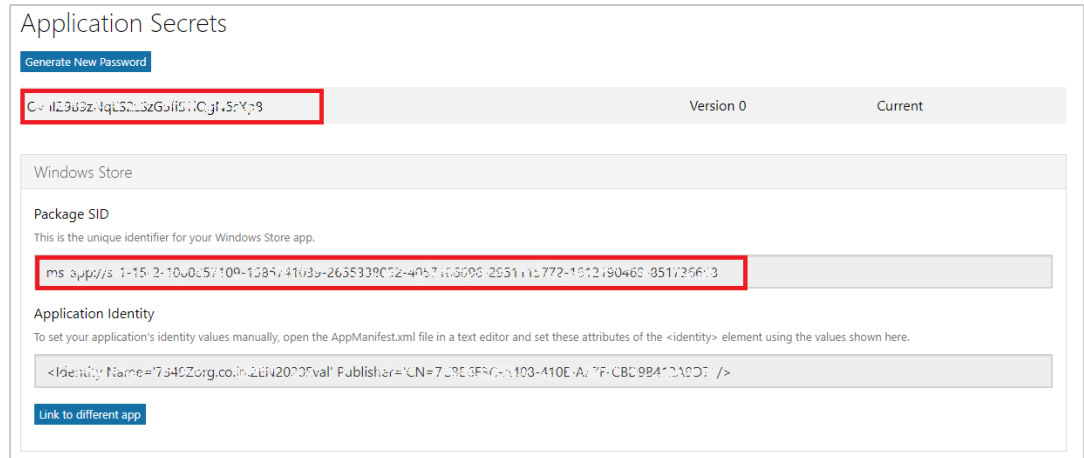 Application Secrets
Generate New Password
Version 0 Current
Windows Store
Package SID
This is the unique identifier for your Windows Store app.
Application Identity
To set your application's identity values manually, open the AppManifest.xml file in a text editor and set these attributes of the <identity> element using the values shown here.
<Identity />
Link to different app